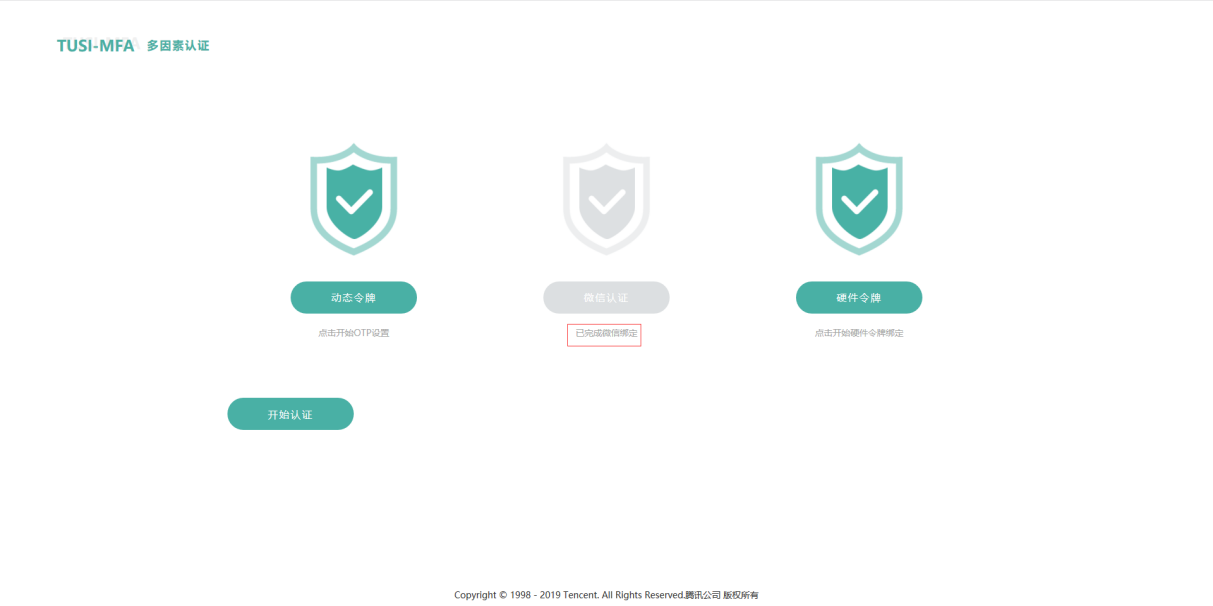 TUSI-MFA 多因素认证
动态令牌
微信认证
硬件令牌
点击开始OTP设置
已完成微信绑定
点击开始硬件令牌绑定
开始认证
Copyright © 1998 - 2019 Tencent. All Rights Reserved.腾讯公司 版权所有